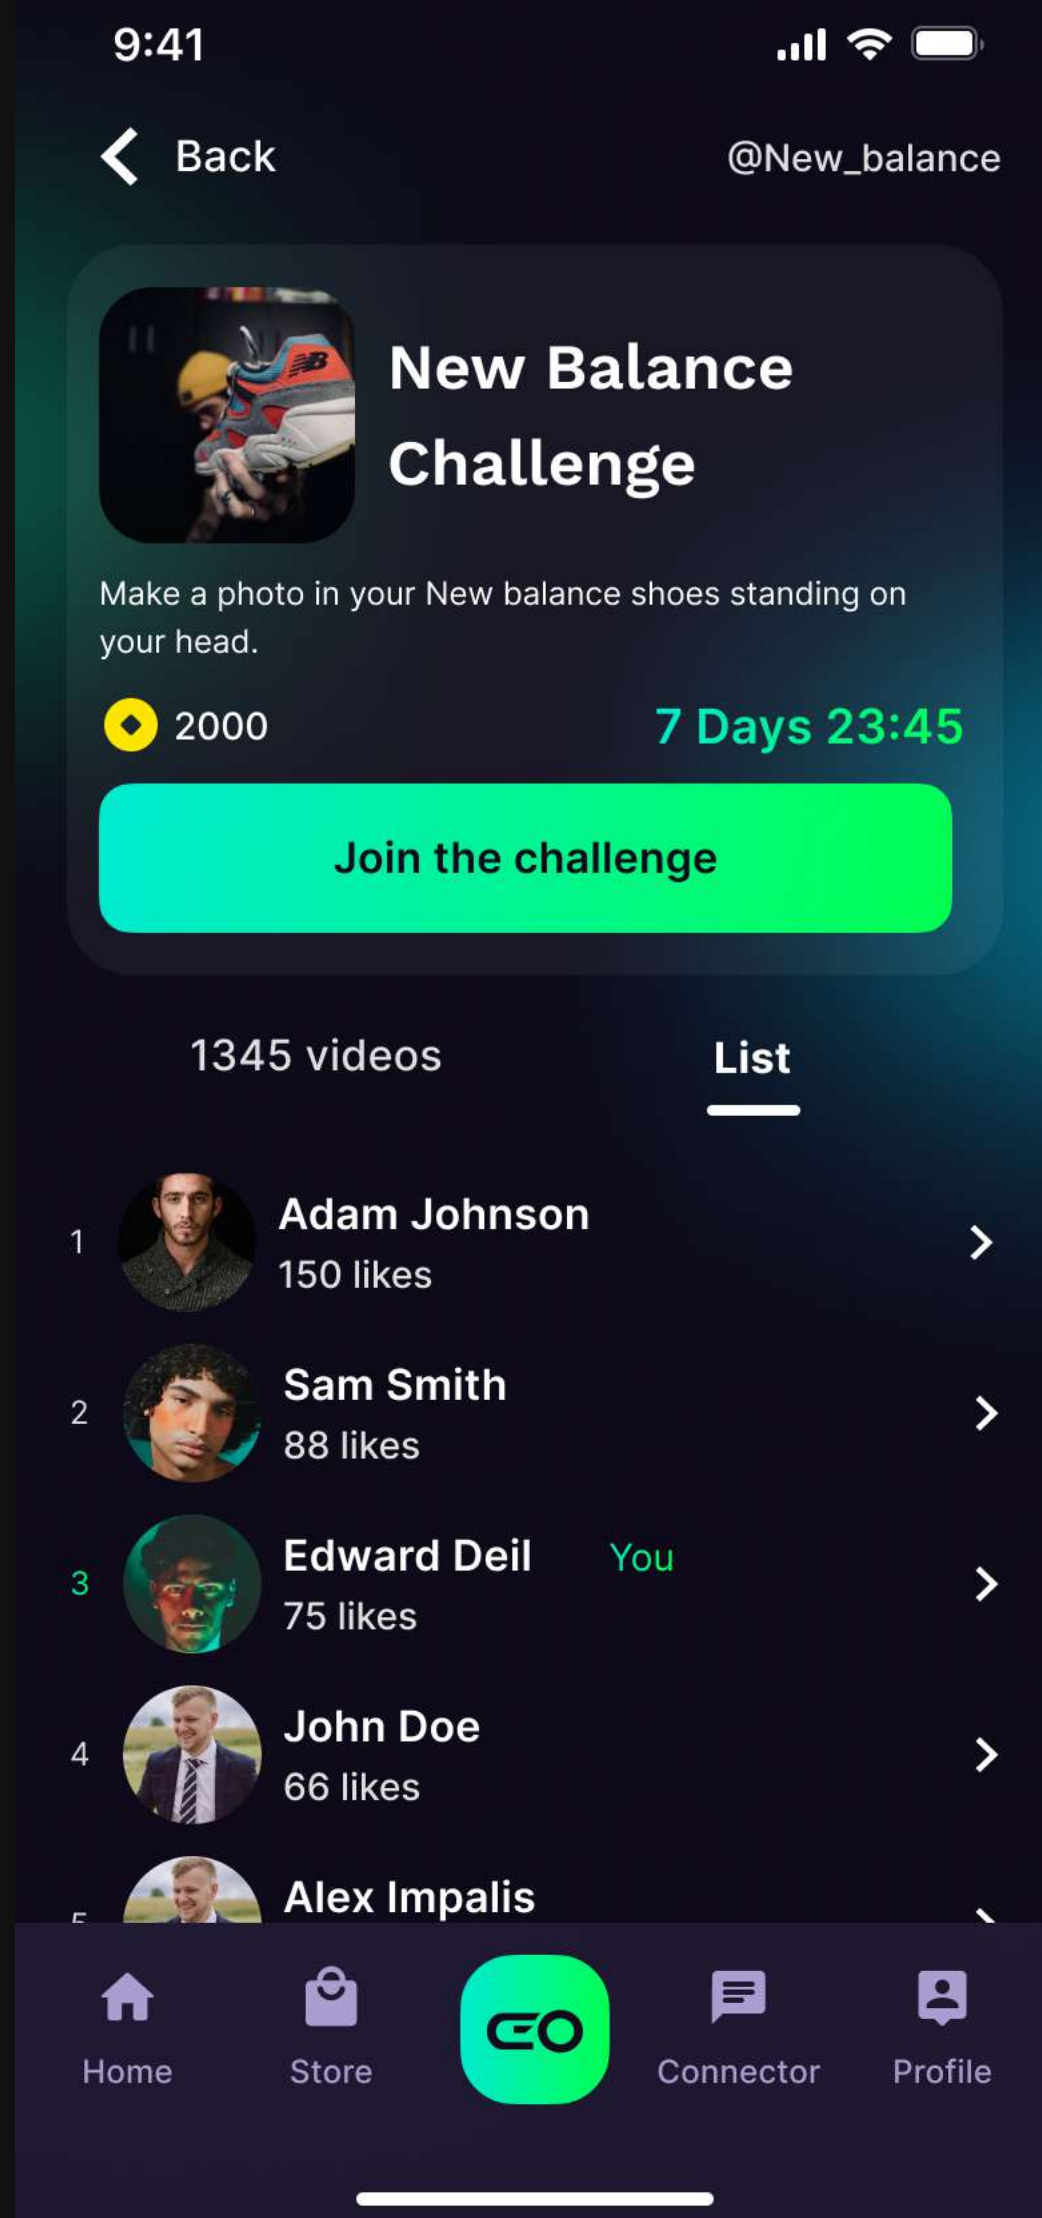 9:41
Back
@New_balance
New Balance
Challenge
Make a photo in your New balance shoes standing on
your head.
2000
7 Days 23:45
Join the challenge
1345 videos
List
1
Adam Johnson
150 likes
2
Sam Smith
88 likes
3
Edward Deil
You
75 likes
4
John Doe
66 likes
5
Alex Impalis
Home
Store
Connector
Profile